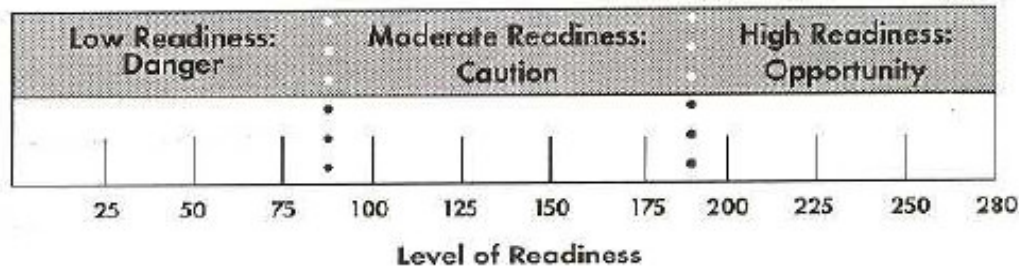 Low Readiness: Moderate Readiness: High Readiness:
Danger Caution Opportunity
25 50 75 100 125 150 175 200 225 250 280
Level of Readiness